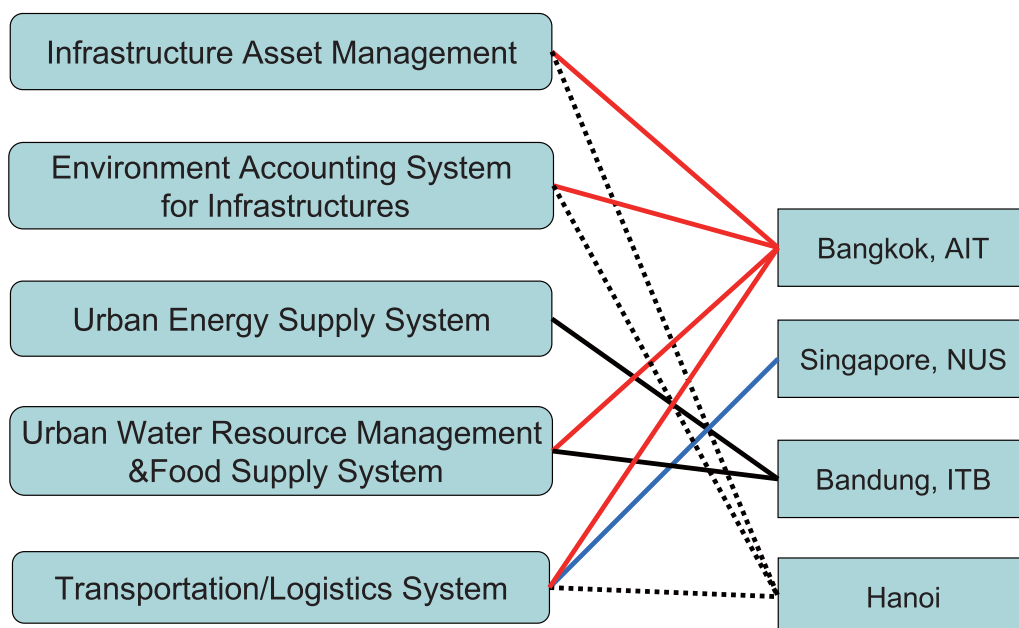 Infrastructure Asset Management
Environment Accounting System
for Infrastructures
Urban Energy Supply System
Urban Water Resource Management
&Food Supply System
Transportation/Logistics System
Bangkok, AIT
Singapore, NUS
Bandung, ITB
Hanoi